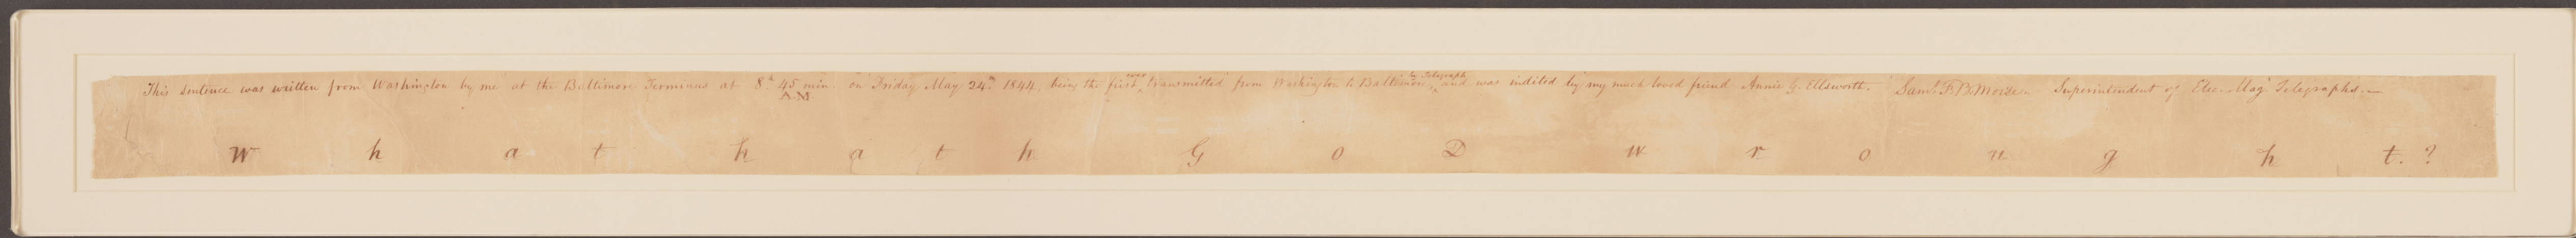 This sentence was written from Washington by me at the Baltimore Terminus at 8.h 45 min. A.M. on Friday May 24th. 1844, being the first ever transmitted from Washington to Baltimore, by Telegraph and was indited by my much loved friend Annie G. Ellsworth. Saml. F. B. Morse. Superintendent of Elec. Mag. Telegraphs.—
W h a t h a t h G o D w r o u g h t. ?